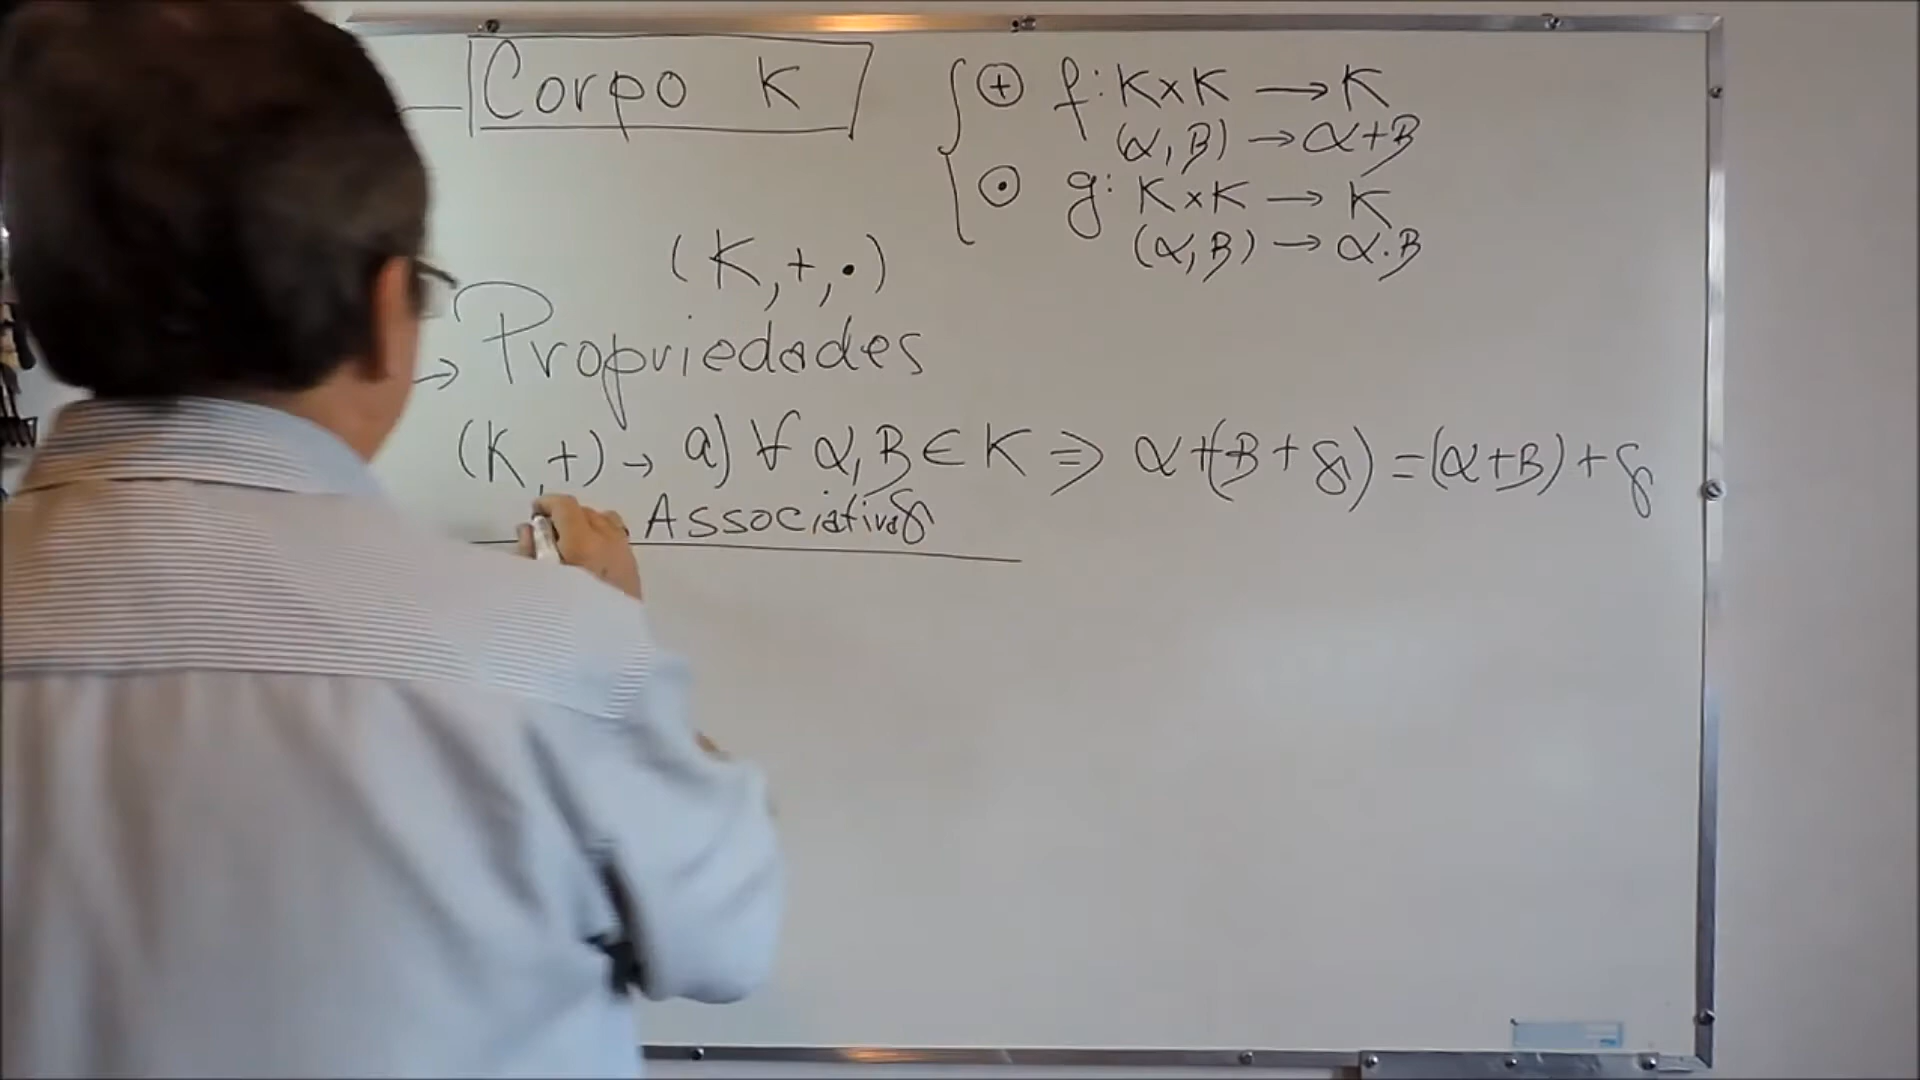 Corpo K
⊕ f: K×K → K
(α, B) → α+B
⊙ g: K×K → K
(α, B) → α.B
(K, +, •)
→ Propriedades
(K, +) → a) ∀ α, B ∈ K ⇒ α+(B+γ) = (α+B)+γ
Associativa γ